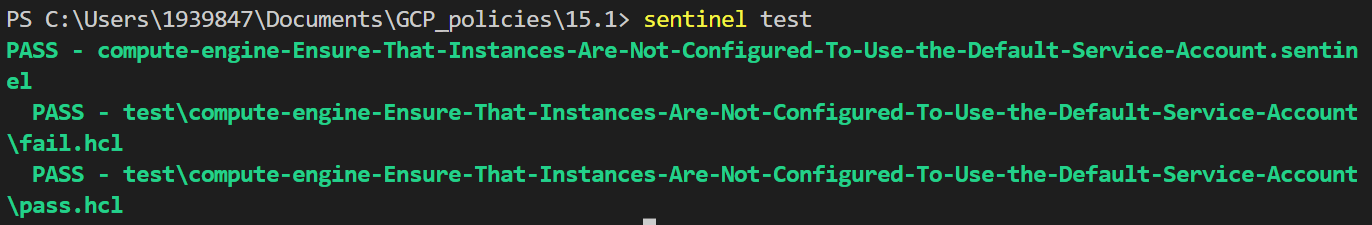 PS C:\Users\1939847\Documents\GCP_policies\15.1> sentinel test
PASS - compute-engine-Ensure-That-Instances-Are-Not-Configured-To-Use-the-Default-Service-Account.sentin
el
  PASS - test\compute-engine-Ensure-That-Instances-Are-Not-Configured-To-Use-the-Default-Service-Account
\fail.hcl
  PASS - test\compute-engine-Ensure-That-Instances-Are-Not-Configured-To-Use-the-Default-Service-Account
\pass.hcl